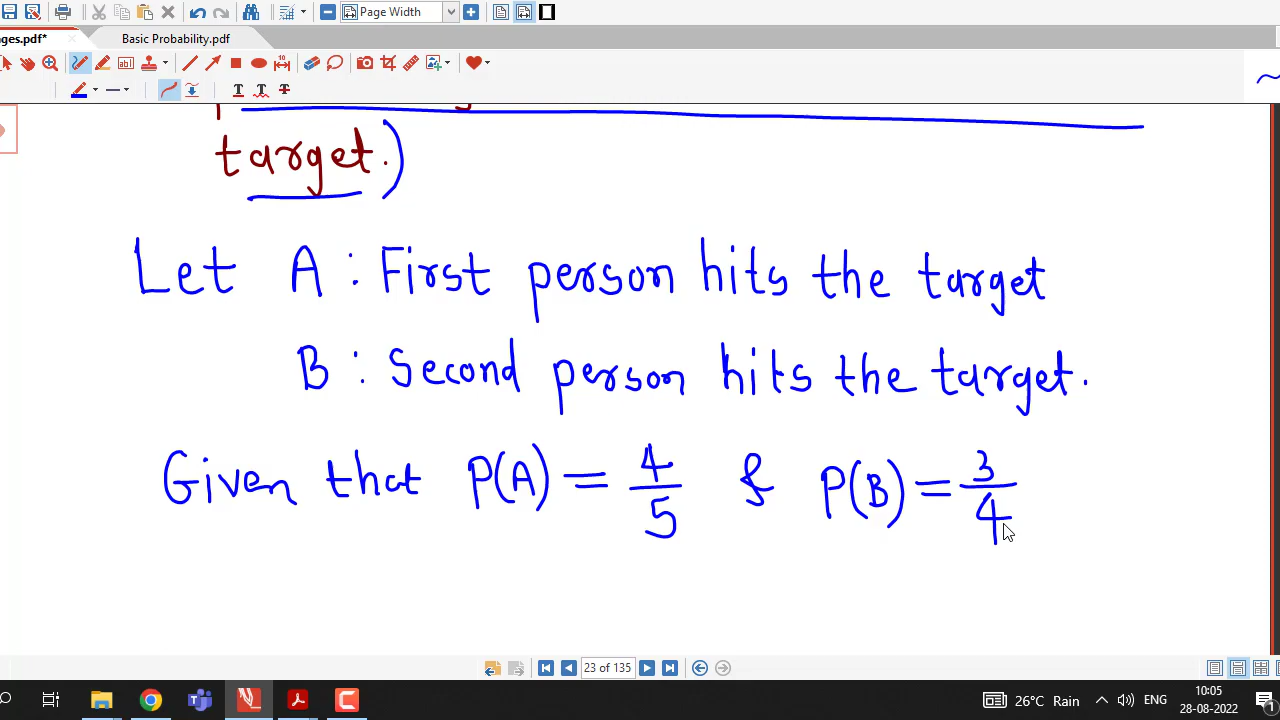 Page Width
ges.pdf*
Basic Probability.pdf
target.)
Let A : First person hits the target
B : Second person hits the target.
Given that P(A) = 4/5 & P(B) = 3/4
23 of 135
26°C Rain
ENG
10:05
28-08-2022
1